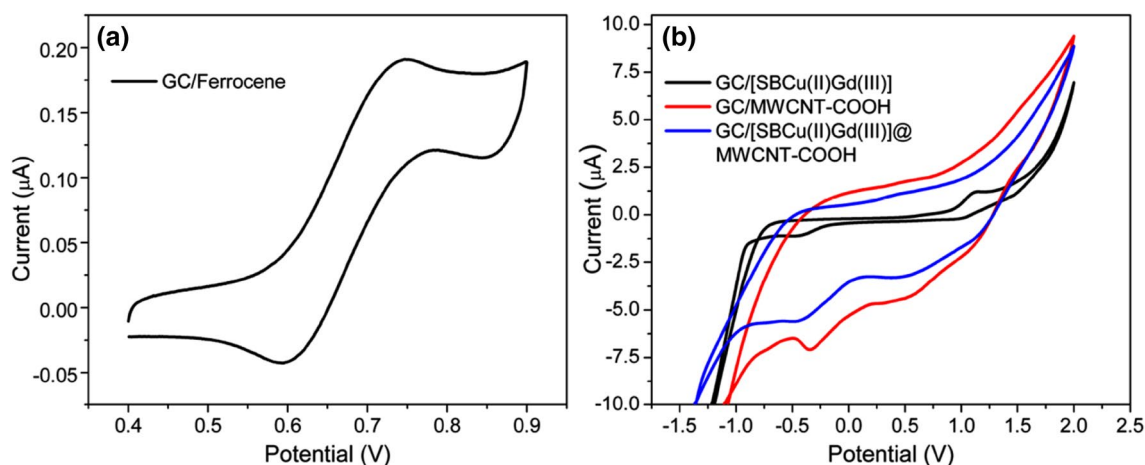 (a)
GC/Ferrocene
Current (μA)
0.20
0.15
0.10
0.05
0.00
-0.05
0.4 0.5 0.6 0.7 0.8 0.9
Potential (V)
(b)
GC/[SBCu(II)Gd(III)]
GC/MWCNT-COOH
GC/[SBCu(II)Gd(III)]@
MWCNT-COOH
Current (μA)
10.0
7.5
5.0
2.5
0.0
-2.5
-5.0
-7.5
-10.0
-1.5 -1.0 -0.5 0.0 0.5 1.0 1.5 2.0
Potential (V)